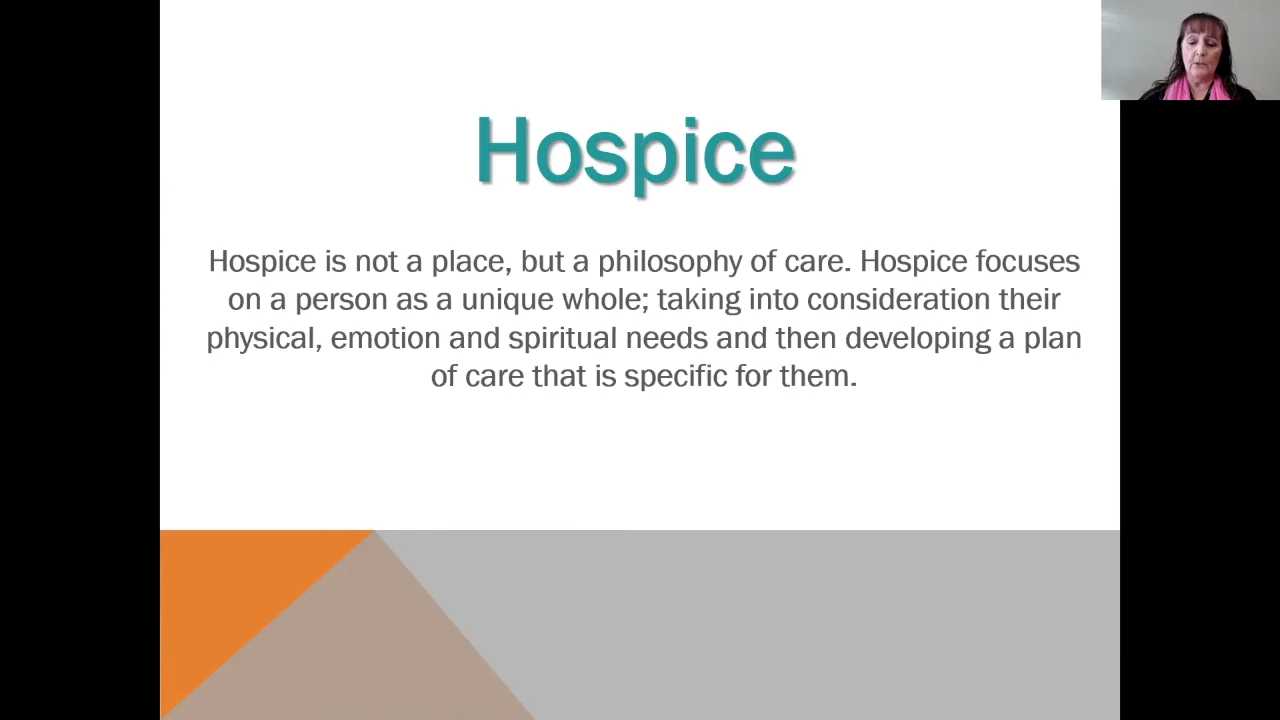 Hospice
Hospice is not a place, but a philosophy of care. Hospice focuses
on a person as a unique whole; taking into consideration their
physical, emotion and spiritual needs and then developing a plan
of care that is specific for them.